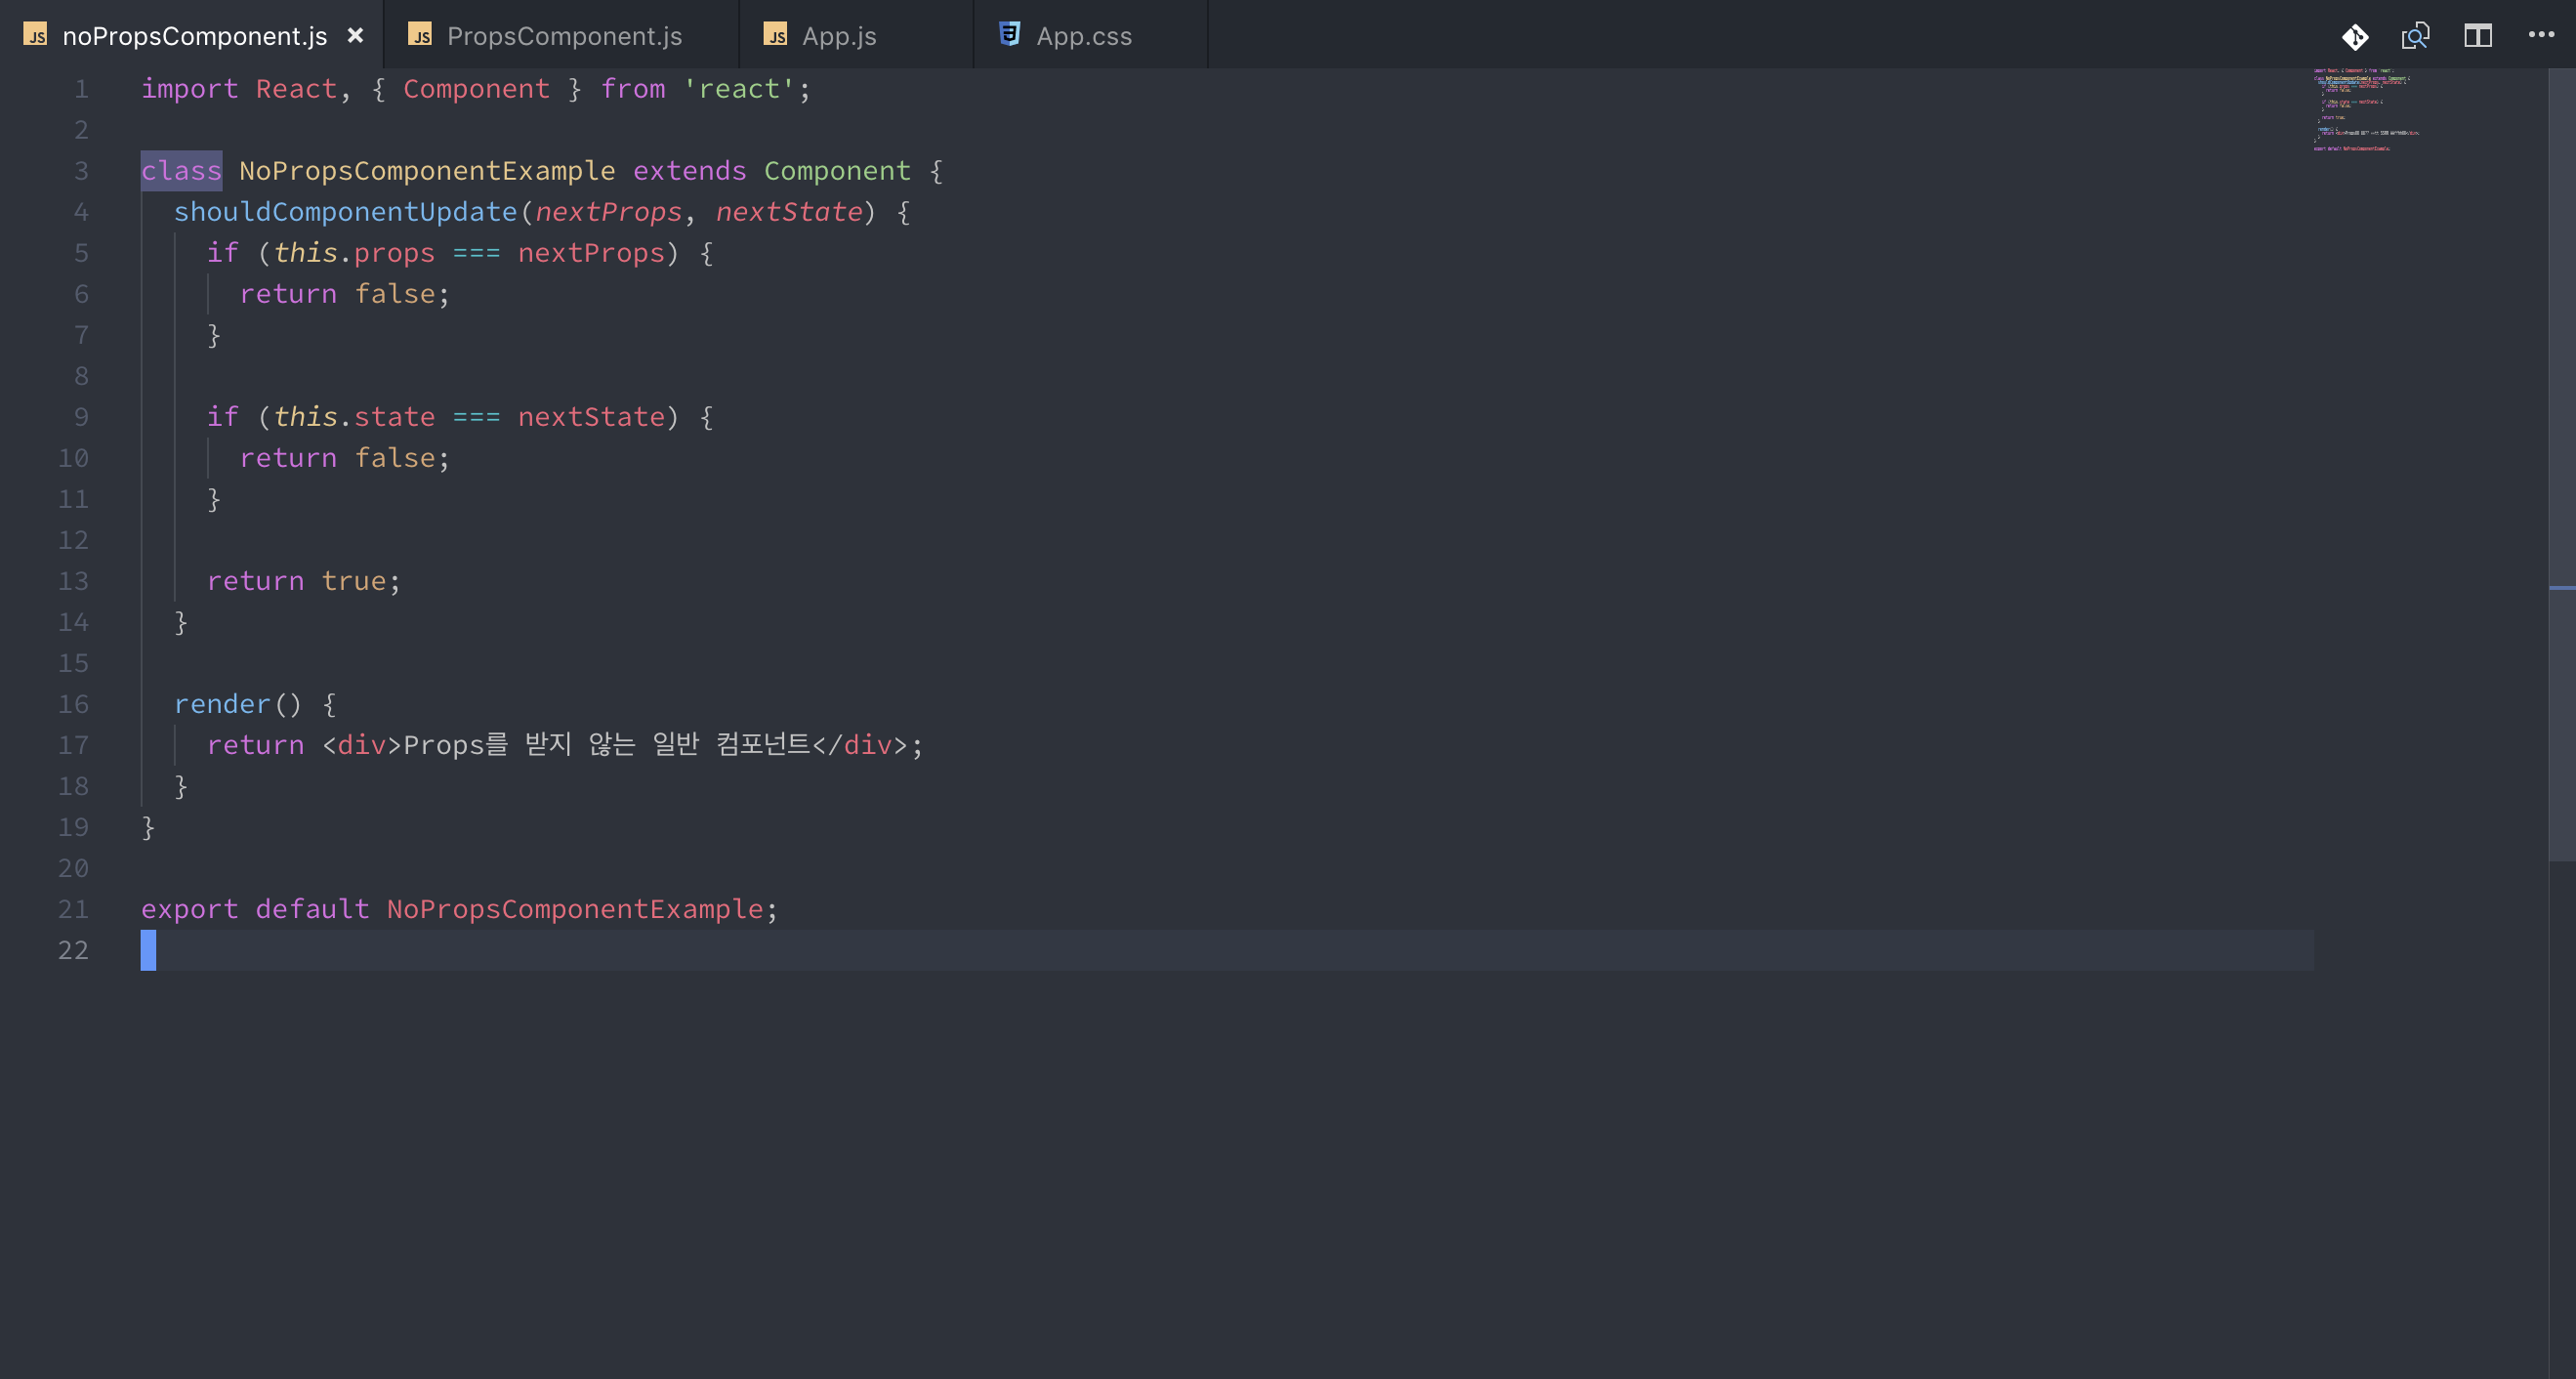 noPropsComponent.js
PropsComponent.js
App.js
App.css
1 import React, { Component } from 'react';
2
3 class NoPropsComponentExample extends Component {
4 shouldComponentUpdate(nextProps, nextState) {
5 if (this.props === nextProps) {
6 return false;
7 }
8
9 if (this.state === nextState) {
10 return false;
11 }
12
13 return true;
14 }
15
16 render() {
17 return <div>Props를 받지 않는 일반 컴포넌트</div>;
18 }
19 }
20
21 export default NoPropsComponentExample;
22